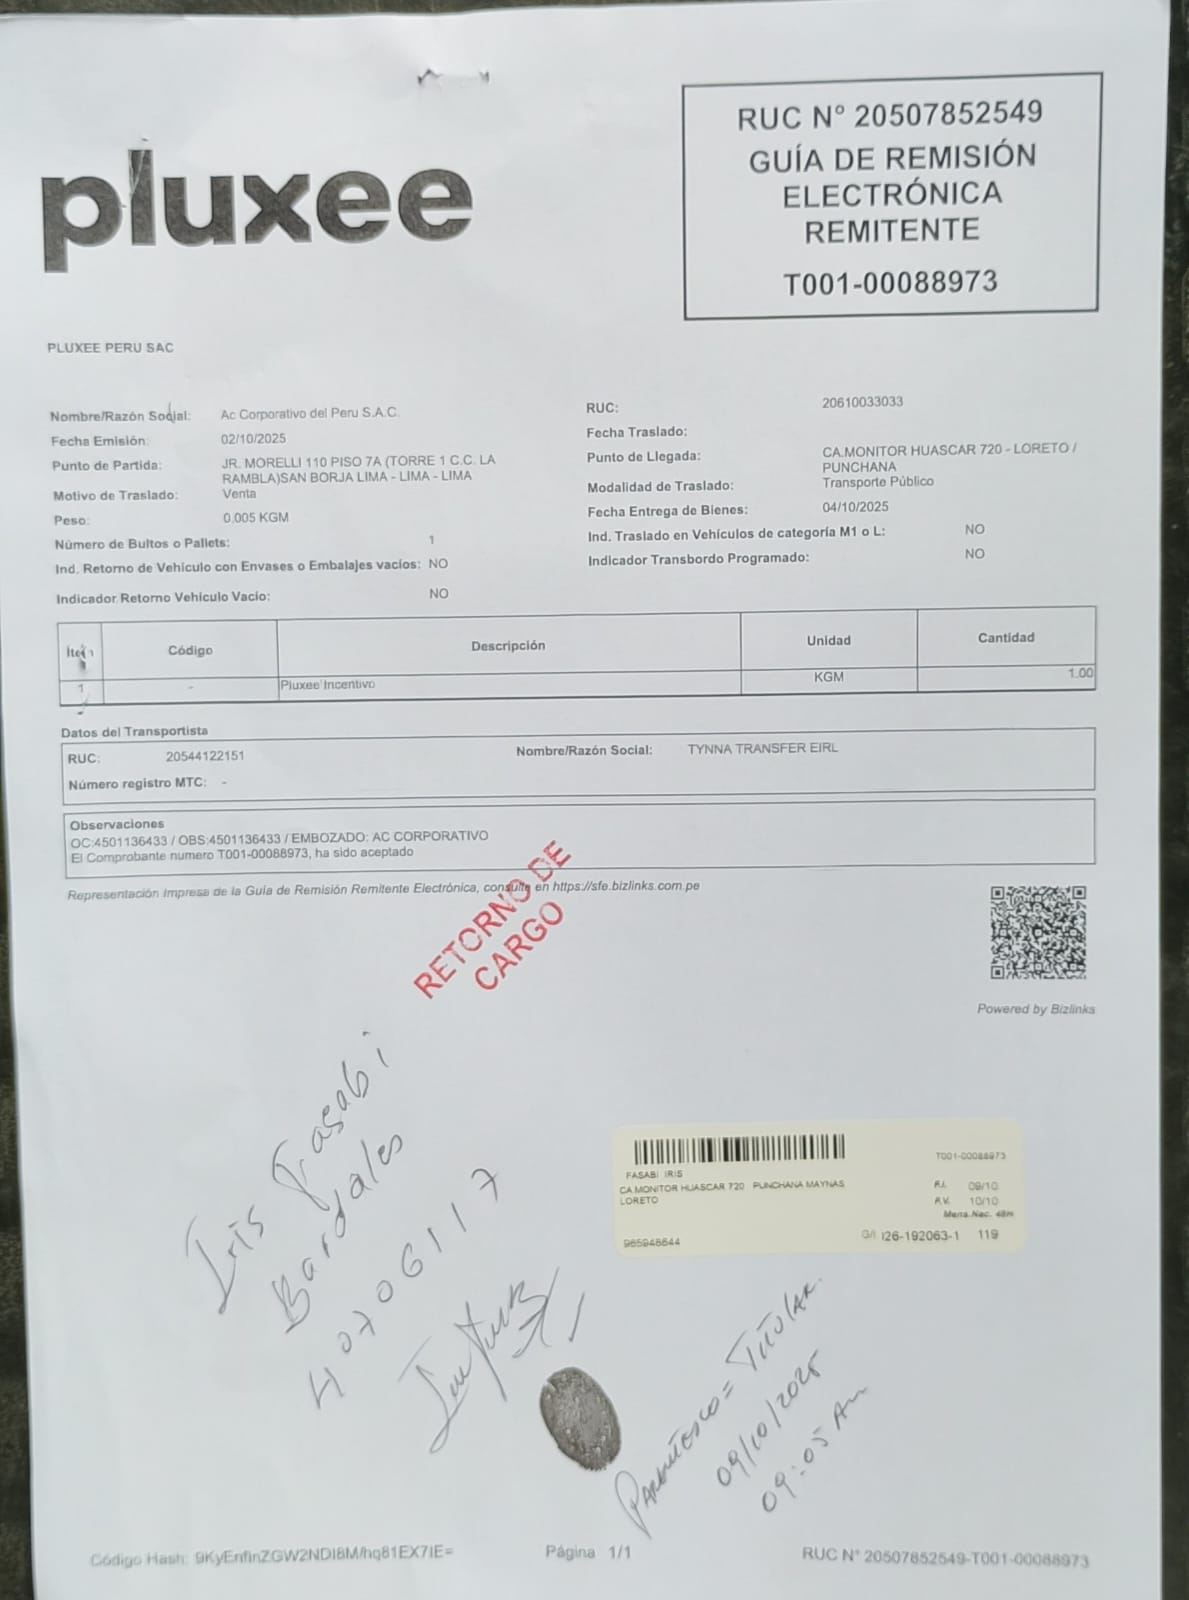 pluxee
RUC N° 20507852549
GUÍA DE REMISIÓN
ELECTRÓNICA
REMITENTE
T001-00088973
PLUXEE PERU SAC
Nombre/Razón Social: Ac Corporativo del Peru S.A.C.
Fecha Emisión: 02/10/2025
Punto de Partida: JR. MORELLI 110 PISO 7A (TORRE 1 C.C. LA
RAMBLA)SAN BORJA LIMA - LIMA - LIMA
Motivo de Traslado: Venta
Peso: 0.005 KGM
Número de Bultos o Pallets: 1
Ind. Retorno de Vehículo con Envases o Embalajes vacíos: NO
Indicador Retorno Vehículo Vacío: NO
RUC: 20610033033
Fecha Traslado:
Punto de Llegada: CA.MONITOR HUASCAR 720 - LORETO /
PUNCHANA
Modalidad de Traslado: Transporte Público
Fecha Entrega de Bienes: 04/10/2025
Ind. Traslado en Vehículos de categoría M1 o L: NO
Indicador Transbordo Programado: NO
Ítem Código Descripción Unidad Cantidad
1 - Pluxee Incentivo KGM 1.00
Datos del Transportista
RUC: 20544122151 Nombre/Razón Social: TYNNA TRANSFER EIRL
Número registro MTC: -
Observaciones
OC:4501136433 / OBS:4501136433 / EMBOZADO: AC CORPORATIVO
El Comprobante numero T001-00088973, ha sido aceptado
Representación Impresa de la Guía de Remisión Remitente Electrónica, consulte en https://sfe.bizlinks.com.pe
RETORNO DE
CARGO
Powered by Bizlinks
Iris Fasabi
Bardales
40706117
T001-00088973
FASABI IRIS
CA MONITOR HUASCAR 720 PUNCHANA MAYNAS
LORETO
R.I. 09/10
R.V. 10/10
Mens.Nac. 48h
965948644
G/I. I26-192063-1 119
Titular.
09/10/2025
09:05 Am
Código Hash: 9KyEnfInZGW2NDI8M/hq81EX7IE=
Página 1/1
RUC N° 20507852549-T001-00088973